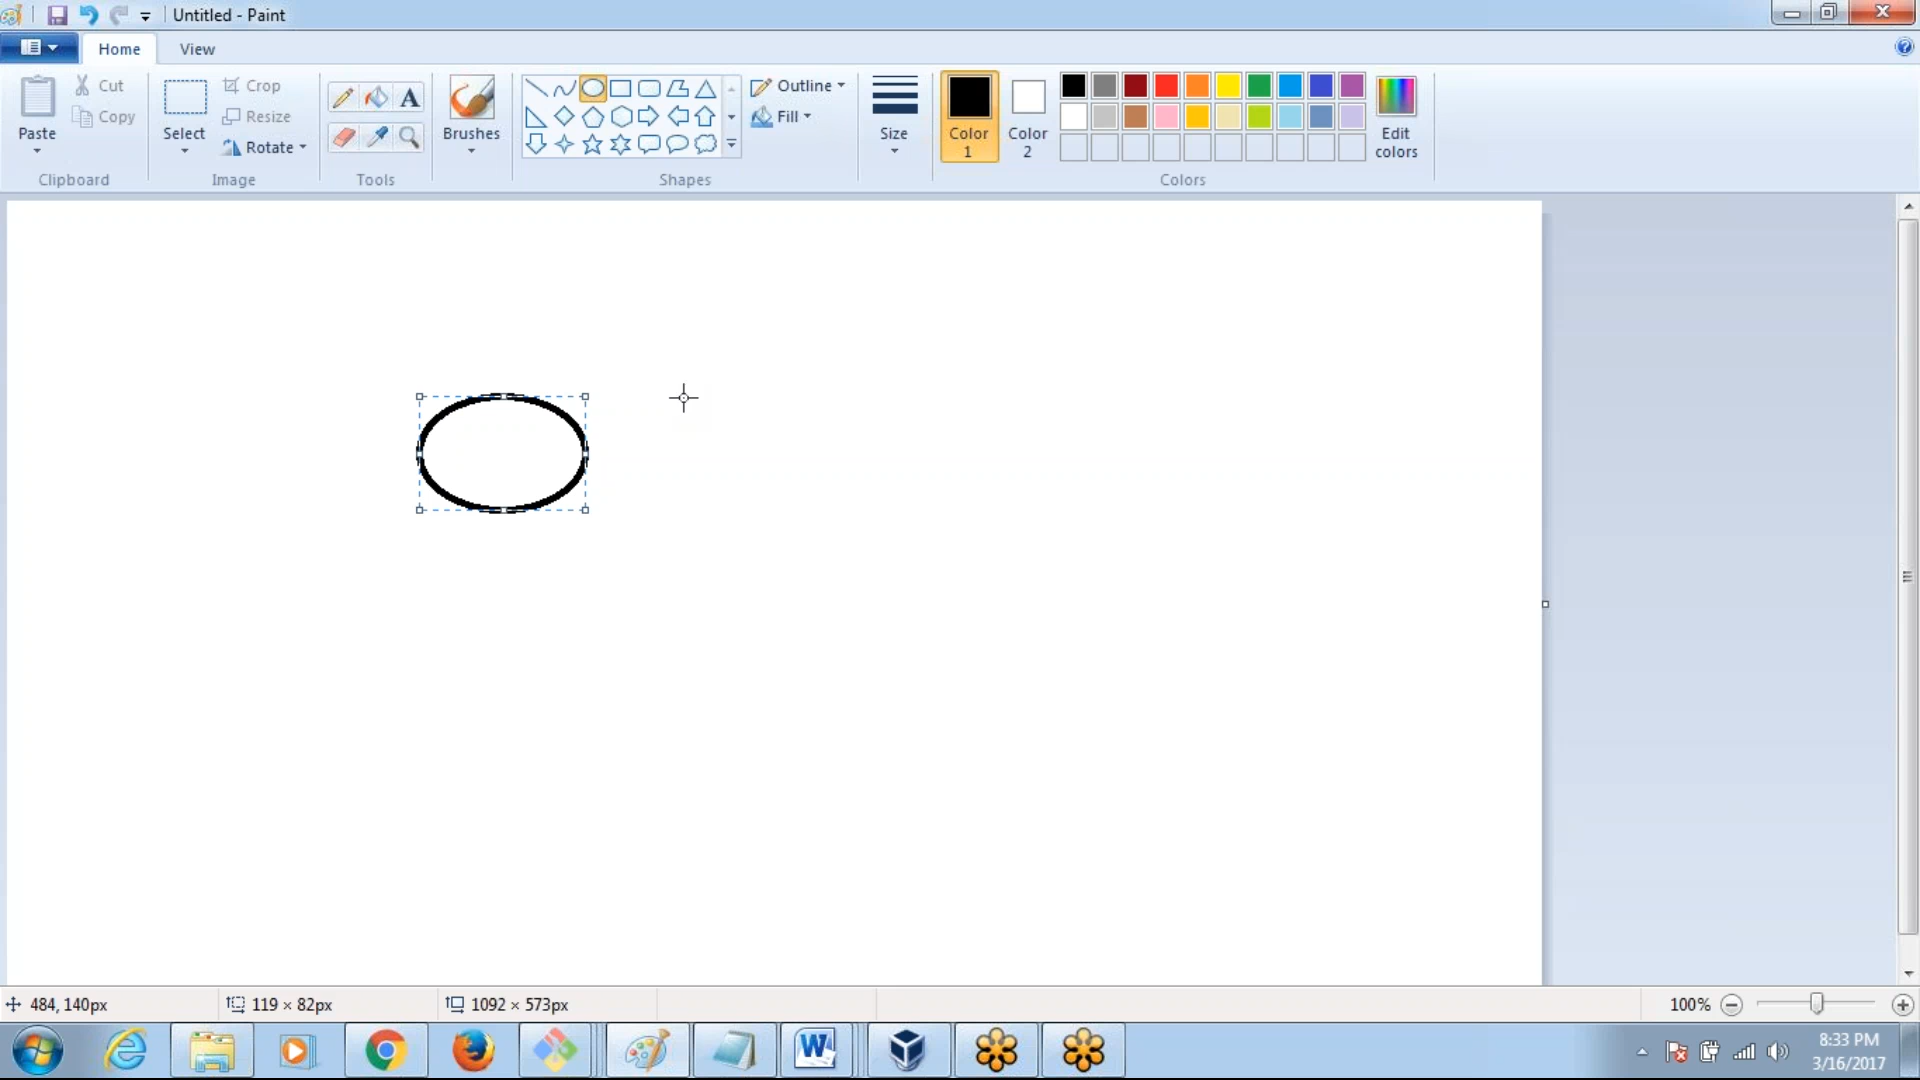 Untitled - Paint
Home View
Paste
Cut
Copy
Clipboard
Select
Crop
Resize
Rotate
Image
A
Tools
Brushes
Shapes
Outline
Fill
Size
Color 1
Color 2
Edit colors
Colors
484, 140px
119 × 82px
1092 × 573px
100%
8:33 PM
3/16/2017